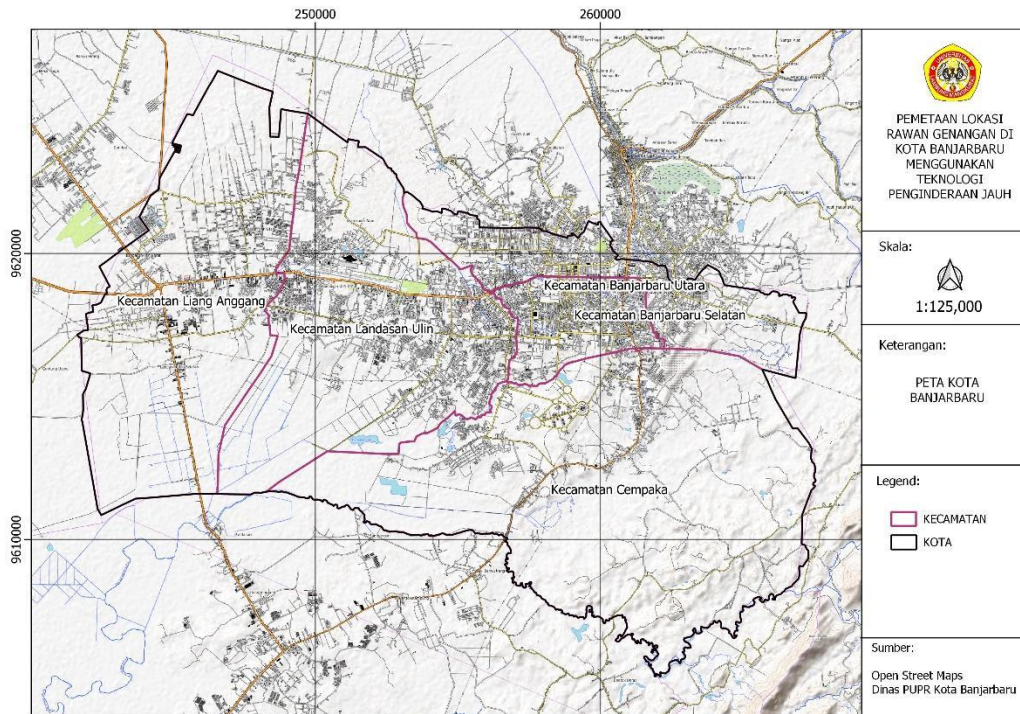 250000
260000
9620000
9610000
Kecamatan Liang Anggang
Kecamatan Landasan Ulin
Kecamatan Banjarbaru Utara
Kecamatan Banjarbaru Selatan
Kecamatan Cempaka
PEMETAAN LOKASI
RAWAN GENANGAN DI
KOTA BANJARBARU
MENGGUNAKAN
TEKNOLOGI
PENGINDERAAN JAUH
Skala:
1:125,000
Keterangan:
PETA KOTA
BANJARBARU
Legend:
KECAMATAN
KOTA
Sumber:
Open Street Maps
Dinas PUPR Kota Banjarbaru